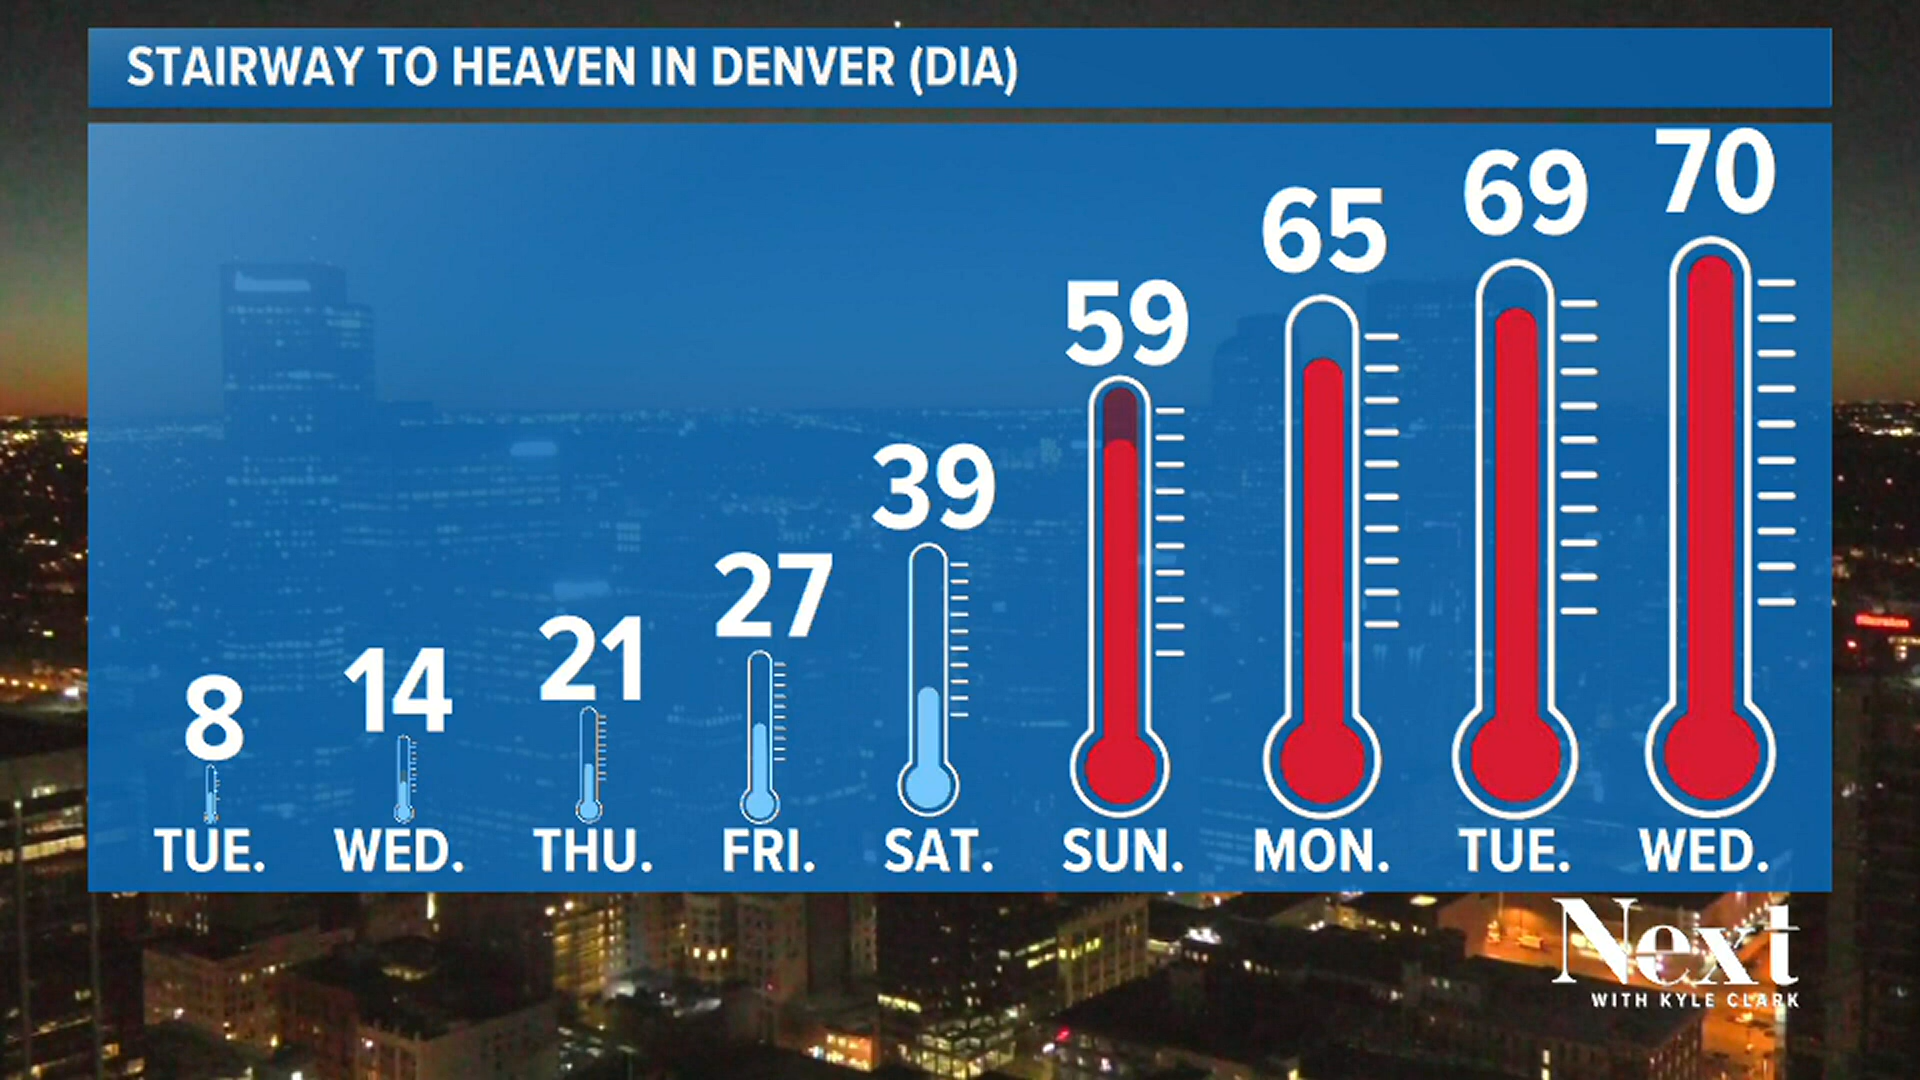 STAIRWAY TO HEAVEN IN DENVER (DIA)
8 14 21 27 39 59 65 69 70
TUE. WED. THU. FRI. SAT. SUN. MON. TUE. WED.
Next
WITH KYLE CLARK